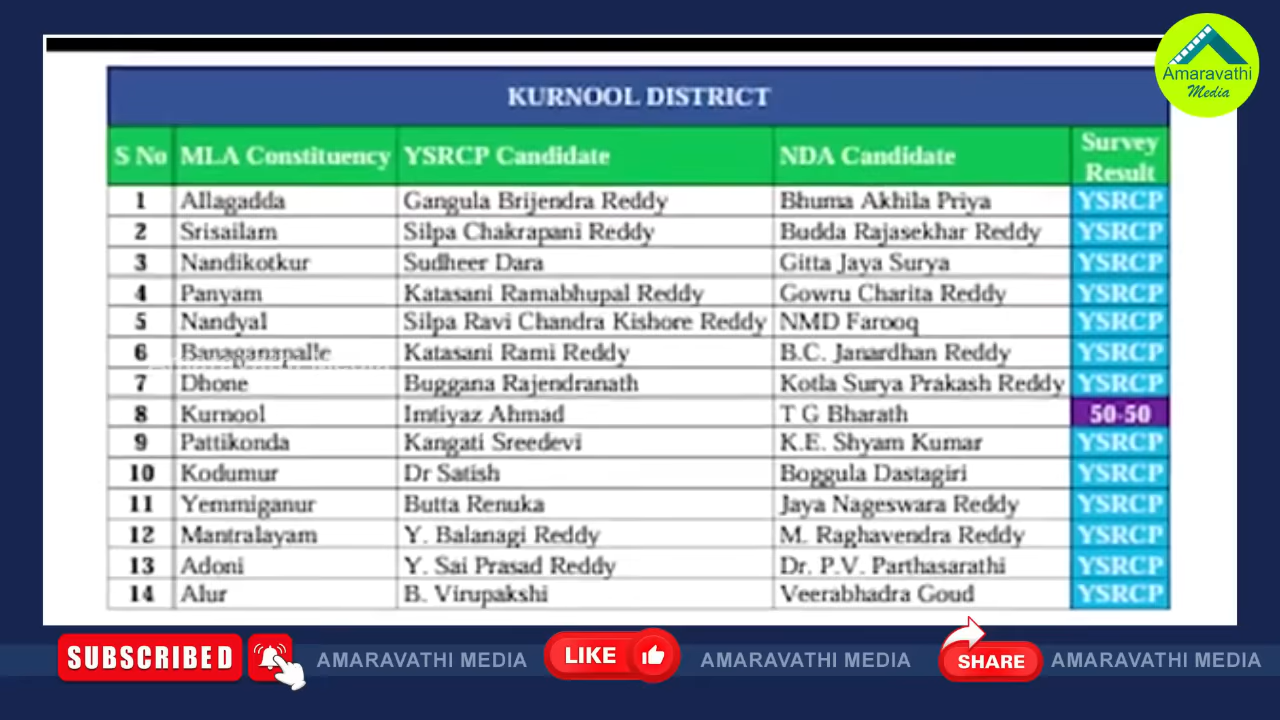 Amaravathi
Media
KURNOOL DISTRICT
S No MLA Constituency YSRCP Candidate NDA Candidate Survey Result
1 Allagadda Gangula Brijendra Reddy Bhuma Akhila Priya YSRCP
2 Srisailam Silpa Chakrapani Reddy Budda Rajasekhar Reddy YSRCP
3 Nandikotkur Sudheer Dara Gitta Jaya Surya YSRCP
4 Panyam Katasani Ramabhupal Reddy Gowru Charita Reddy YSRCP
5 Nandyal Silpa Ravi Chandra Kishore Reddy NMD Farooq YSRCP
6 Banaganapalle Katasani Rami Reddy B.C. Janardhan Reddy YSRCP
7 Dhone Buggana Rajendranath Kotla Surya Prakash Reddy YSRCP
8 Kurnool Imtiyaz Ahmad T G Bharath 50-50
9 Pattikonda Kangati Sreedevi K.E. Shyam Kumar YSRCP
10 Kodumur Dr Satish Boggula Dastagiri YSRCP
11 Yemmiganur Butta Renuka Jaya Nageswara Reddy YSRCP
12 Mantralayam Y. Balanagi Reddy M. Raghavendra Reddy YSRCP
13 Adoni Y. Sai Prasad Reddy Dr. P.V. Parthasarathi YSRCP
14 Alur B. Virupakshi Veerabhadra Goud YSRCP
SUBSCRIBED AMARAVATHI MEDIA LIKE AMARAVATHI MEDIA SHARE AMARAVATHI MEDIA